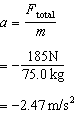 a = F_total / m
= − 185N / 75.0 kg
= −2.47 m/s²